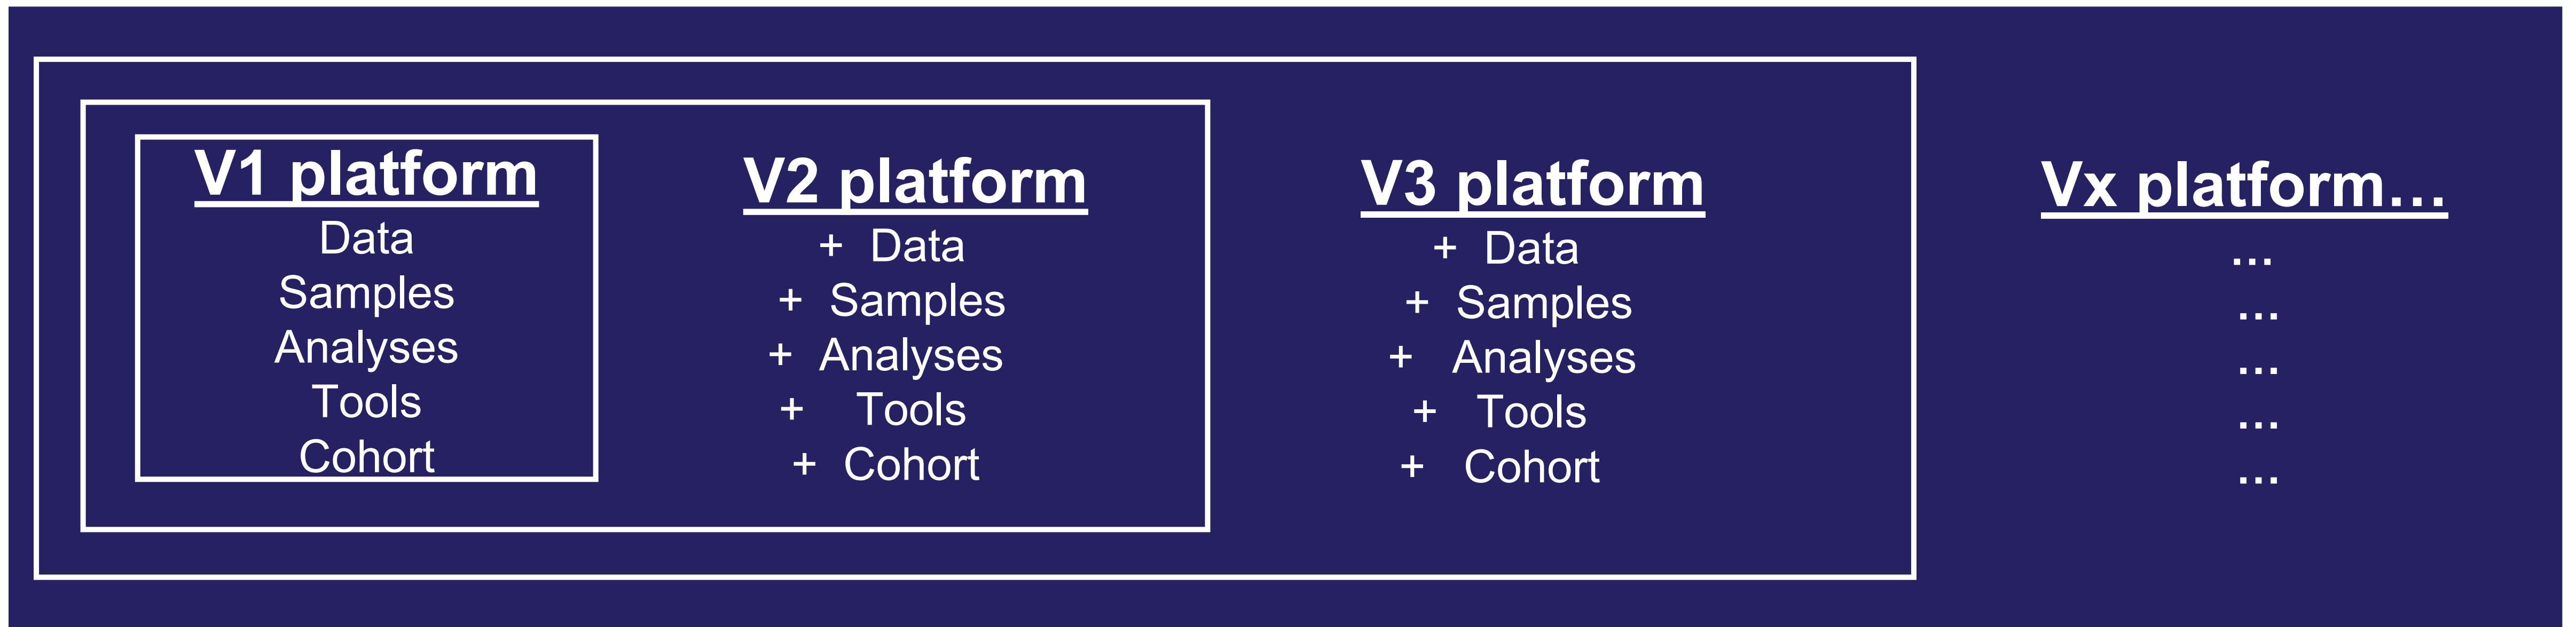 V1 platform
Data
Samples
Analyses
Tools
Cohort
V2 platform
+ Data
+ Samples
+ Analyses
+ Tools
+ Cohort
V3 platform
+ Data
+ Samples
+ Analyses
+ Tools
+ Cohort
Vx platform…
…
…
…
…
…